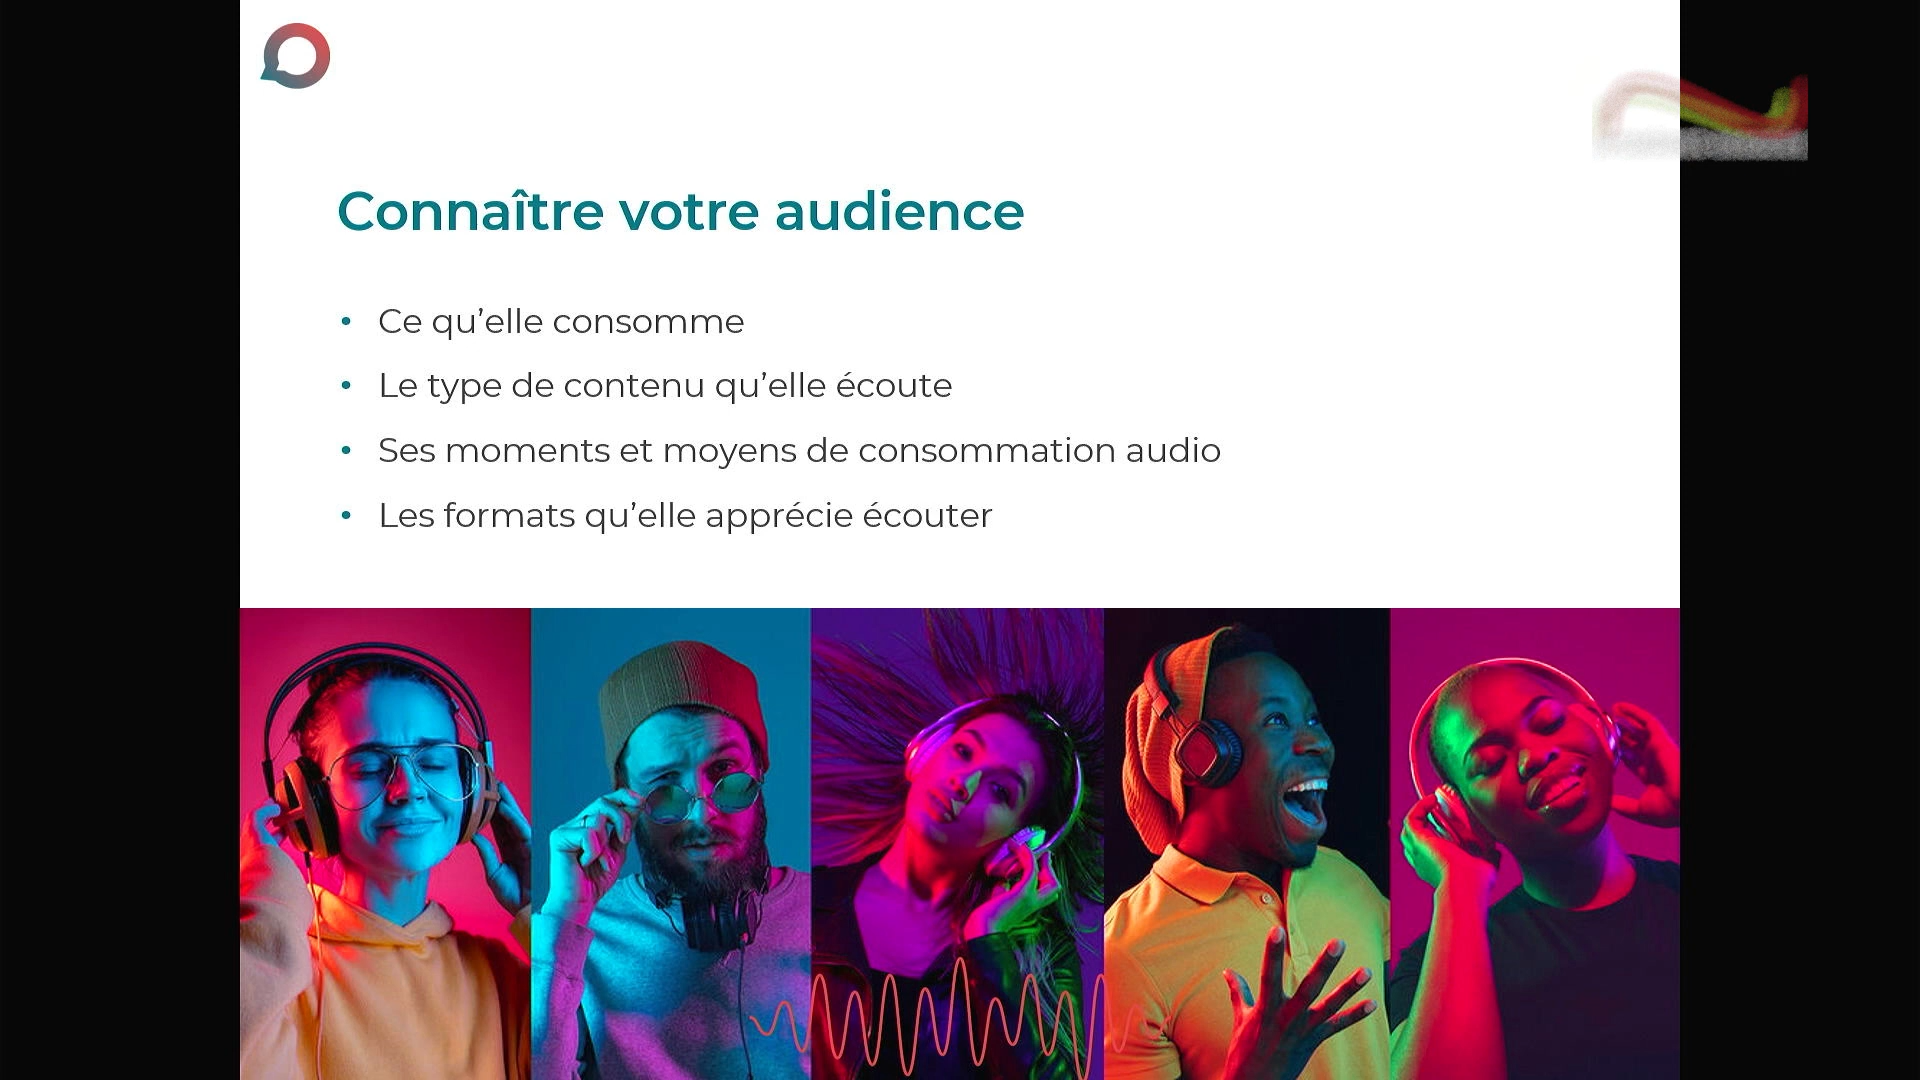 Connaître votre audience
• Ce qu’elle consomme
• Le type de contenu qu’elle écoute
• Ses moments et moyens de consommation audio
• Les formats qu’elle apprécie écouter